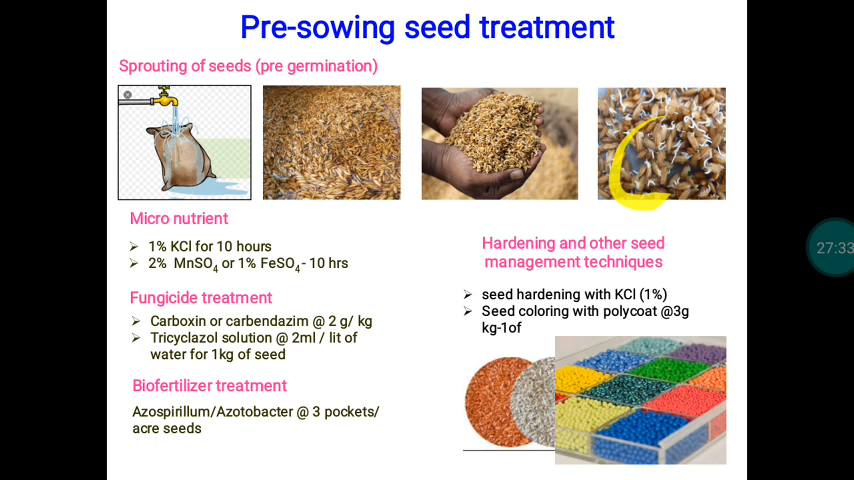 Pre-sowing seed treatment
Sprouting of seeds (pre germination)
Micro nutrient
➢ 1% KCl for 10 hours
➢ 2% MnSO4 or 1% FeSO4 - 10 hrs
Fungicide treatment
➢ Carboxin or carbendazim @ 2 g/ kg
➢ Tricyclazol solution @ 2ml / lit of
water for 1kg of seed
Biofertilizer treatment
Azospirillum/Azotobacter @ 3 pockets/
acre seeds
Hardening and other seed
management techniques
➢ seed hardening with KCl (1%)
➢ Seed coloring with polycoat @3g
kg-1of
27:33